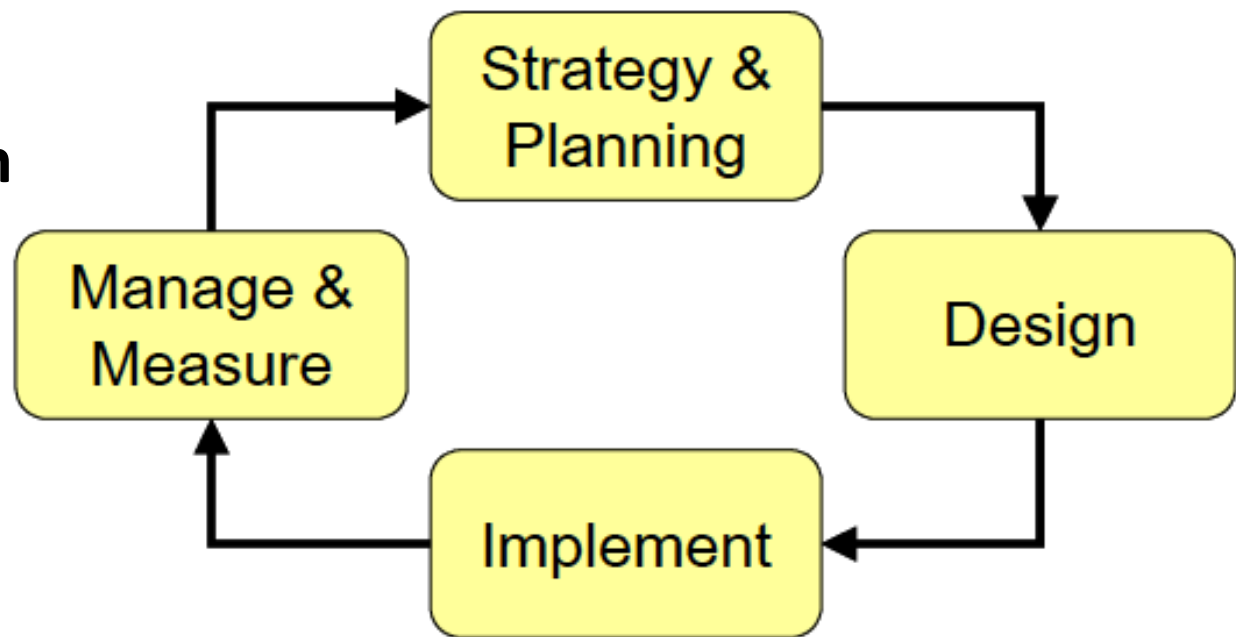 Strategy &
Planning
n
Manage &
Measure
Design
Implement